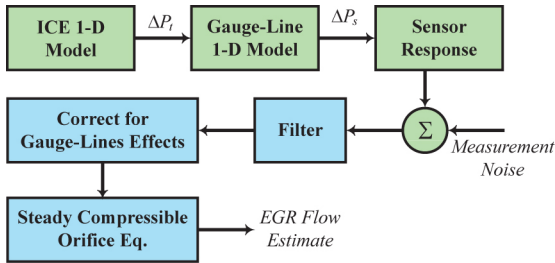 ICE 1-D
Model
ΔPt
Gauge-Line
1-D Model
ΔPs
Sensor
Response
Correct for
Gauge-Lines Effects
Filter
Σ
Measurement
Noise
Steady Compressible
Orifice Eq.
EGR Flow
Estimate